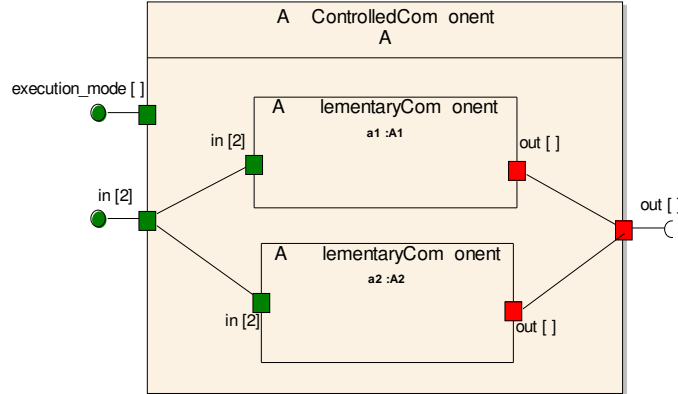 A ControlledCom onent
A
execution_mode [ ]
A lementaryCom onent
a1 :A1
in [2]
out [ ]
in [2]
out [ ]
A lementaryCom onent
a2 :A2
in [2]
out [ ]